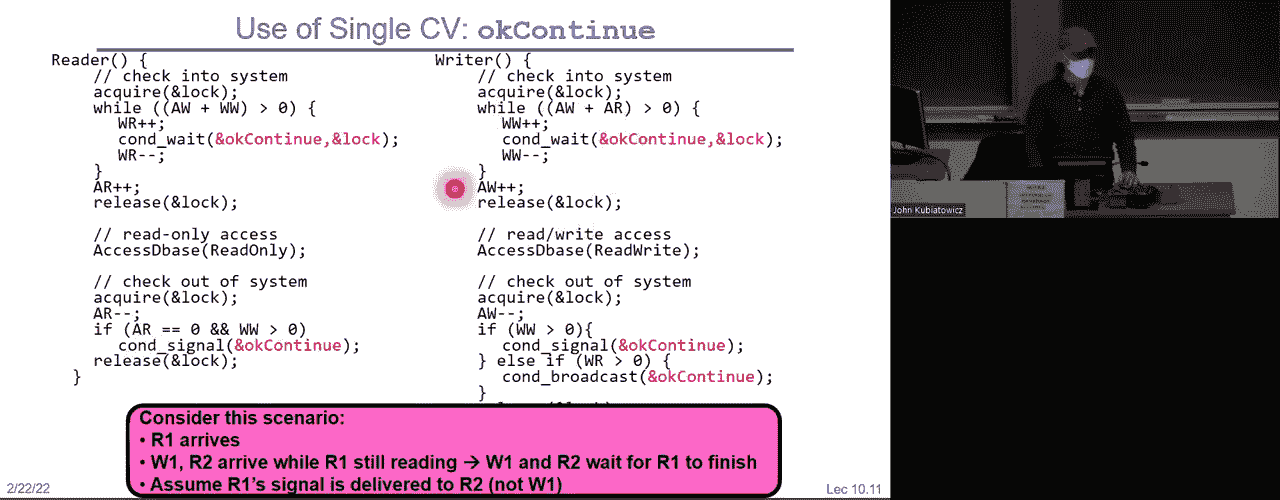 Use of Single CV: okContinue
Reader() {
// check into system
acquire(&lock);
while ((AW + WW) > 0) {
WR++;
cond_wait(&okContinue,&lock);
WR--;
}
AR++;
release(&lock);
// read-only access
AccessDbase(ReadOnly);
// check out of system
acquire(&lock);
AR--;
if (AR == 0 && WW > 0)
cond_signal(&okContinue);
release(&lock);
}
Writer() {
// check into system
acquire(&lock);
while ((AW + AR) > 0) {
WW++;
cond_wait(&okContinue,&lock);
WW--;
}
AW++;
release(&lock);
// read/write access
AccessDbase(ReadWrite);
// check out of system
acquire(&lock);
AW--;
if (WW > 0){
cond_signal(&okContinue);
} else if (WR > 0) {
cond_broadcast(&okContinue);
}
Consider this scenario:
• R1 arrives
• W1, R2 arrive while R1 still reading → W1 and R2 wait for R1 to finish
• Assume R1's signal is delivered to R2 (not W1)
2/22/22
Lec 10.11
John Kubiatowicz